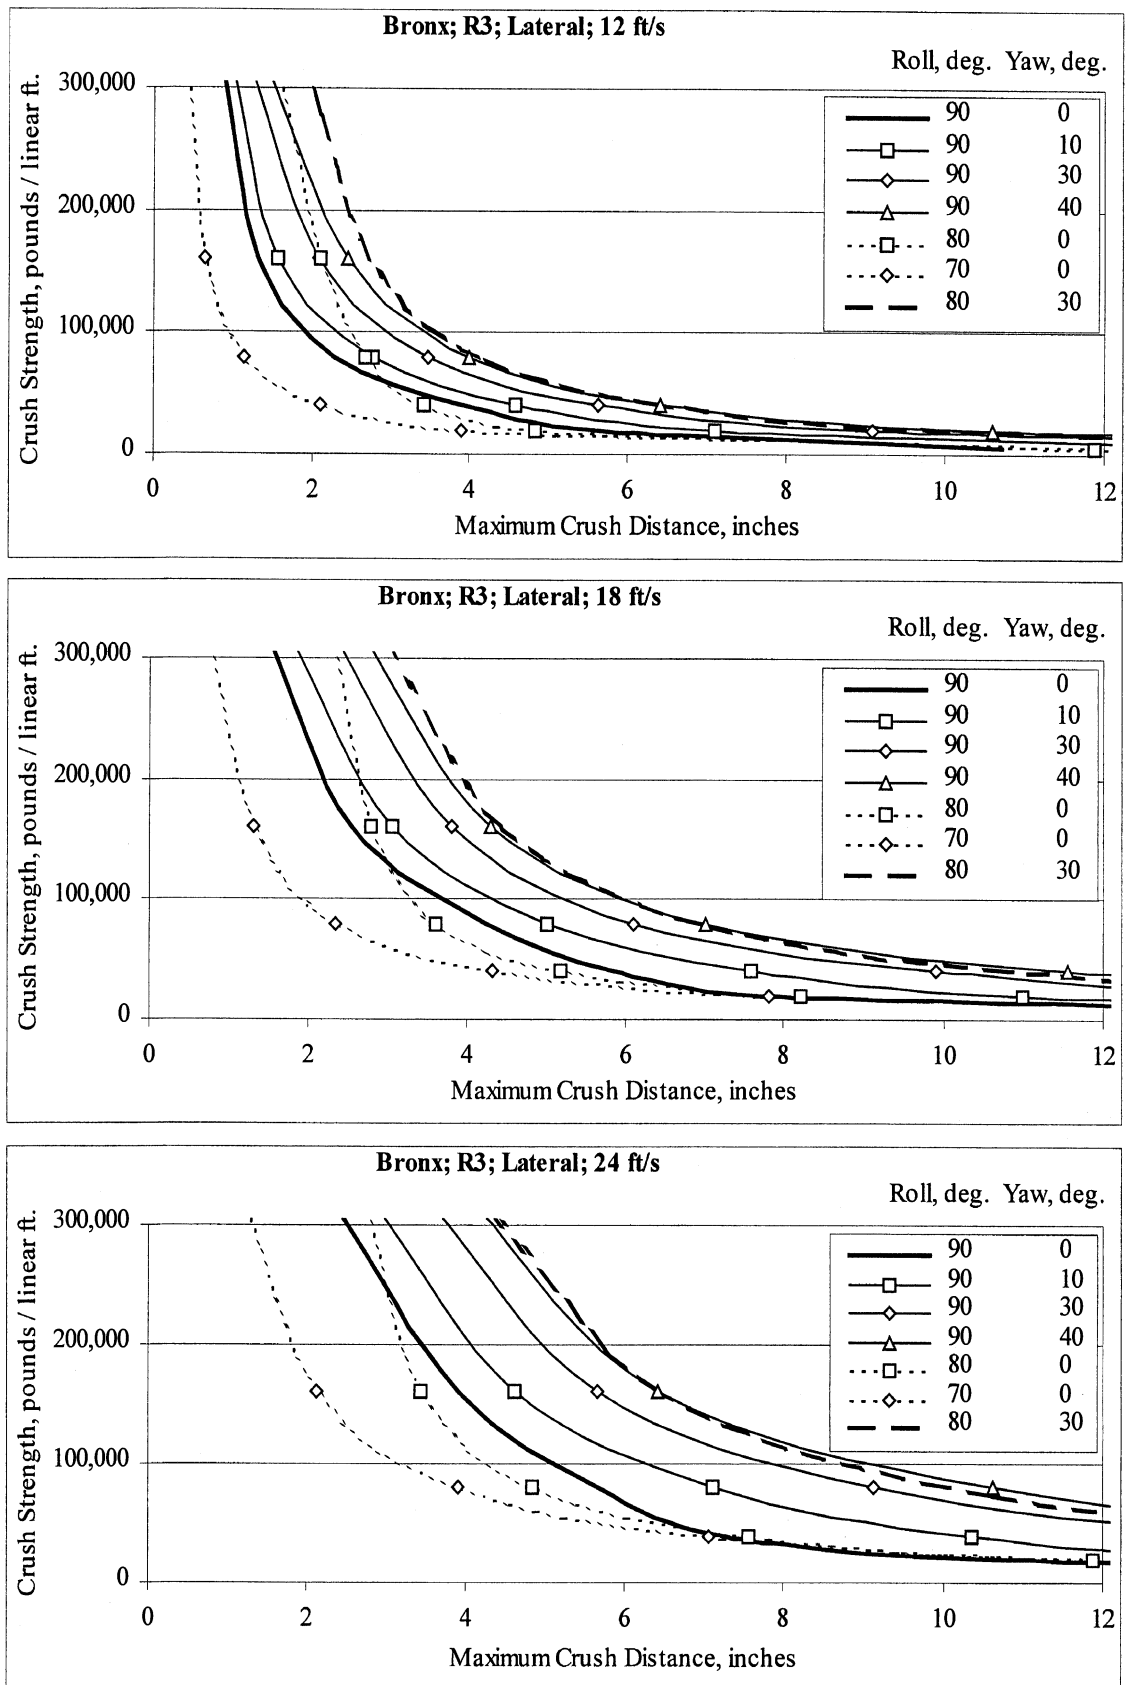 Bronx; R3; Lateral; 12 ft/s
Roll, deg. Yaw, deg.
Crush Strength, pounds / linear ft.
300,000
200,000
100,000
0
90 0
90 10
90 30
90 40
80 0
70 0
80 30
0 2 4 6 8 10 12
Maximum Crush Distance, inches
Bronx; R3; Lateral; 18 ft/s
Roll, deg. Yaw, deg.
Crush Strength, pounds / linear ft.
300,000
200,000
100,000
0
90 0
90 10
90 30
90 40
80 0
70 0
80 30
0 2 4 6 8 10 12
Maximum Crush Distance, inches
Bronx; R3; Lateral; 24 ft/s
Roll, deg. Yaw, deg.
Crush Strength, pounds / linear ft.
300,000
200,000
100,000
0
90 0
90 10
90 30
90 40
80 0
70 0
80 30
0 2 4 6 8 10 12
Maximum Crush Distance, inches